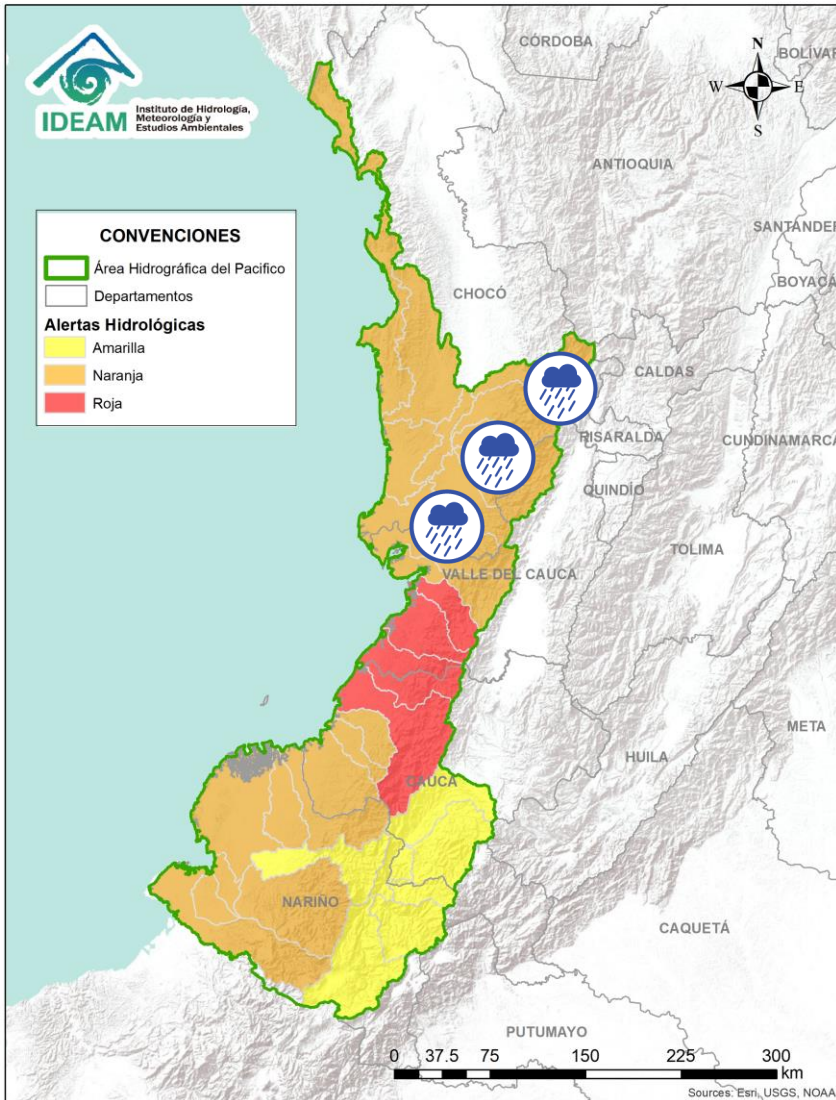 IDEAM
Instituto de Hidrología,
Meteorología y
Estudios Ambientales
N
W
E
S
CÓRDOBA
BOLÍVAR
ANTIOQUIA
SANTANDER
BOYACÁ
CHOCÓ
CALDAS
RISARALDA
CUNDINAMARCA
QUINDÍO
TOLIMA
VALLE DEL CAUCA
META
HUILA
CAUCA
NARIÑO
CAQUETÁ
PUTUMAYO
CONVENCIONES
Área Hidrográfica del Pacifico
Departamentos
Alertas Hidrológicas
Amarilla
Naranja
Roja
0 37.5 75 150 225 300
km
Sources: Esri, USGS, NOAA